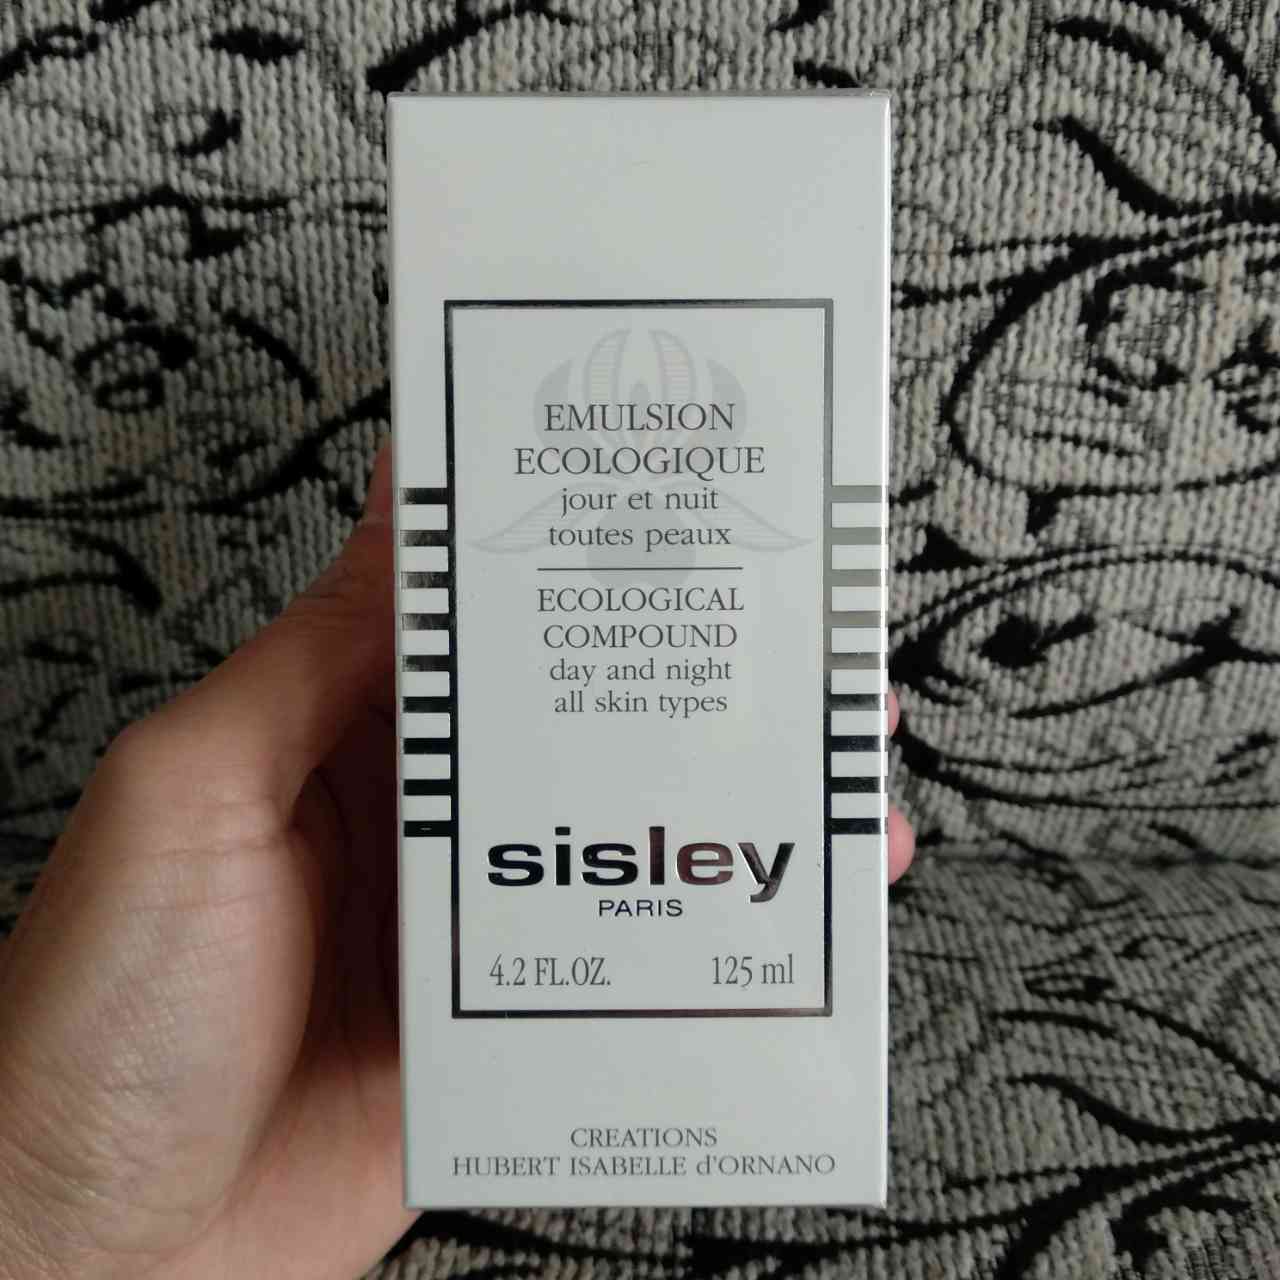 EMULSION
ECOLOGIQUE
jour et nuit
toutes peaux
ECOLOGICAL
COMPOUND
day and night
all skin types
sisley
PARIS
4.2 FL.OZ. 125 ml
CREATIONS
HUBERT ISABELLE d'ORNANO